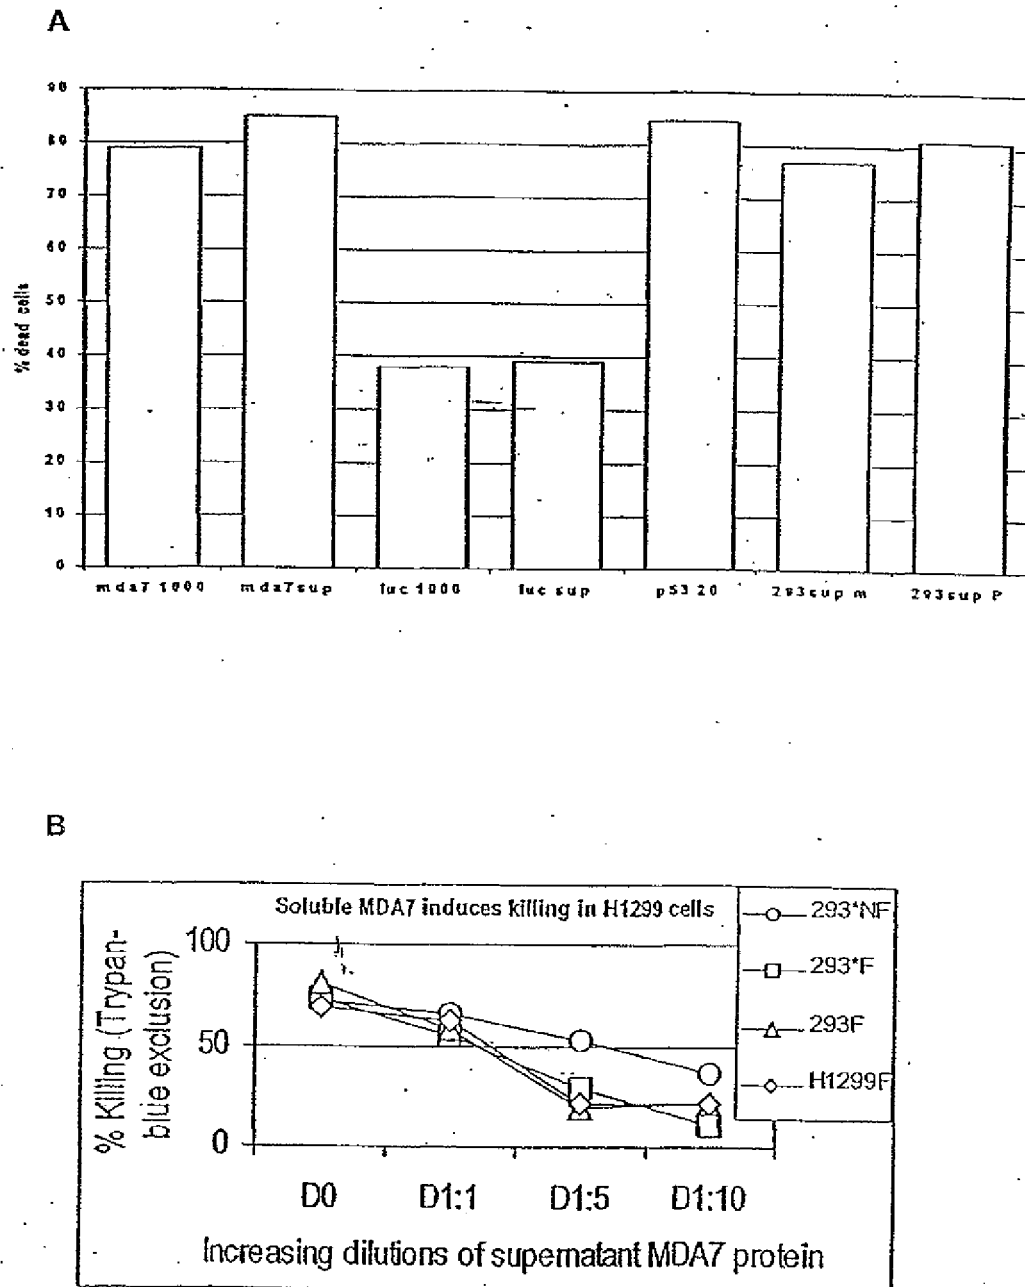 A
90
80
70
60
50
40
30
20
10
0
% dead cells
mda7 1000 mda7sup luc 1000 luc sup p53 20 293sup m 293sup P
B
Soluble MDA7 induces killing in H1299 cells
% Killing (Trypan-
blue exclusion)
100
50
0
D0 D1:1 D1:5 D1:10
Increasing dilutions of supernatant MDA7 protein
293*NF
293*F
293F
H1299F